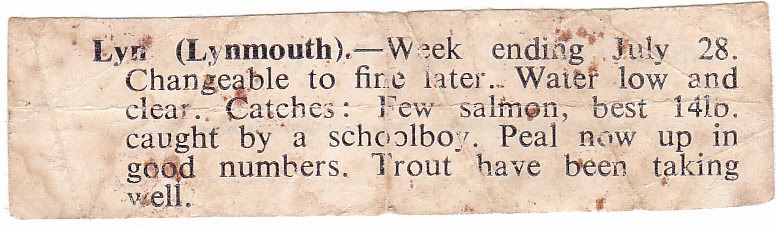 Lyn (Lynmouth).—Week ending July 28.
Changeable to fine later. Water low and
clear. Catches: Few salmon, best 14lb.
caught by a schoolboy. Peal now up in
good numbers. Trout have been taking
well.